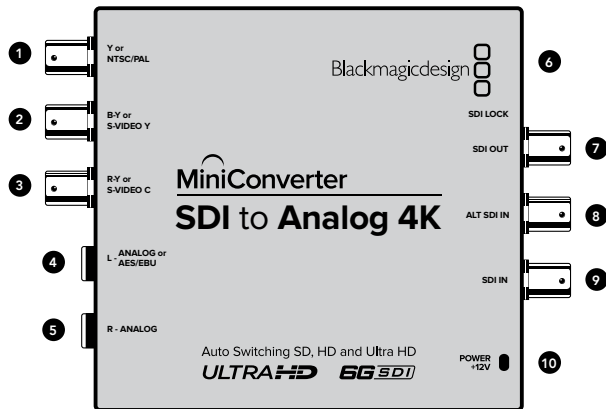 1
Y or
NTSC/PAL
2
B-Y or
S-VIDEO Y
3
R-Y or
S-VIDEO C
4
L - ANALOG or
AES/EBU
5
R - ANALOG
Blackmagicdesign
6
SDI LOCK
SDI OUT
7
ALT SDI IN
8
SDI IN
9
POWER
+12V
10
MiniConverter
SDI to Analog 4K
Auto Switching SD, HD and Ultra HD
ULTRAHD 6G SDI